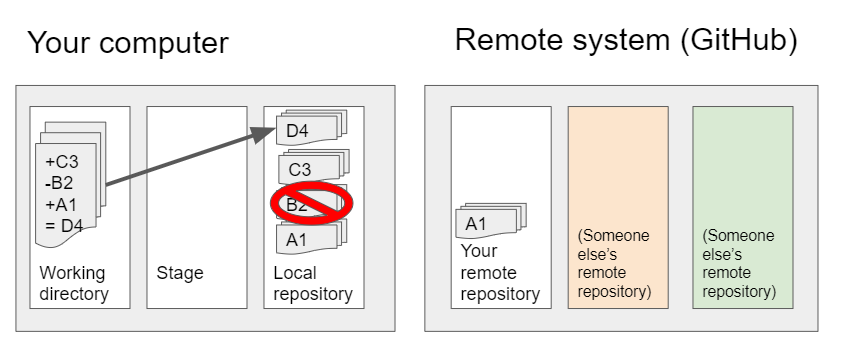 Your computer
Remote system (GitHub)
D4
+C3
-B2
+A1
= D4
C3
B2
A1
Working
directory
Stage
Local
repository
A1
Your
remote
repository
(Someone
else's
remote
repository)
(Someone
else's
remote
repository)